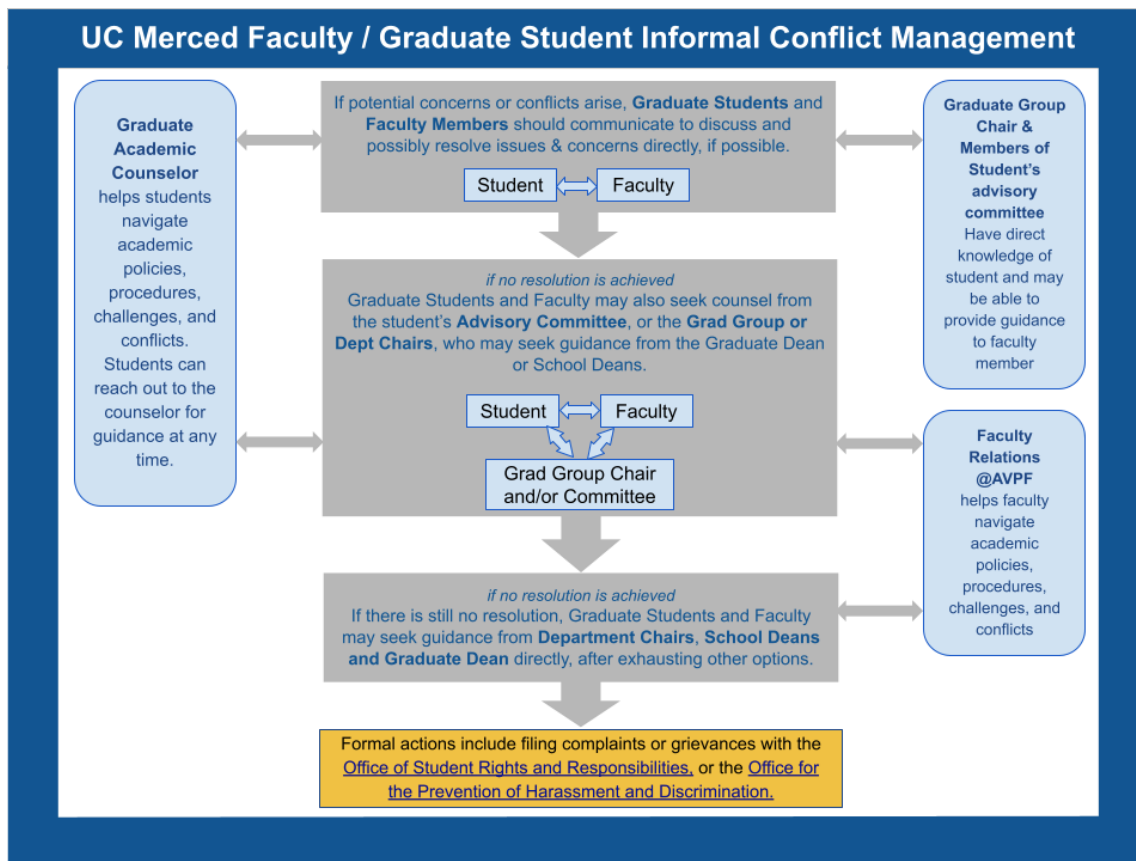 UC Merced Faculty / Graduate Student Informal Conflict Management
Graduate
Academic
Counselor
helps students
navigate
academic
policies,
procedures,
challenges, and
conflicts.
Students can
reach out to the
counselor for
guidance at any
time.
If potential concerns or conflicts arise, Graduate Students and
Faculty Members should communicate to discuss and
possibly resolve issues & concerns directly, if possible.
Student
Faculty
if no resolution is achieved
Graduate Students and Faculty may also seek counsel from
the student's Advisory Committee, or the Grad Group or
Dept Chairs, who may seek guidance from the Graduate Dean
or School Deans.
Student
Faculty
Grad Group Chair
and/or Committee
if no resolution is achieved
If there is still no resolution, Graduate Students and Faculty
may seek guidance from Department Chairs, School Deans
and Graduate Dean directly, after exhausting other options.
Formal actions include filing complaints or grievances with the
Office of Student Rights and Responsibilities, or the Office for
the Prevention of Harassment and Discrimination.
Graduate Group
Chair &
Members of
Student's
advisory
committee
Have direct
knowledge of
student and may
be able to
provide guidance
to faculty
member
Faculty
Relations
@AVPF
helps faculty
navigate
academic
policies,
procedures,
challenges, and
conflicts